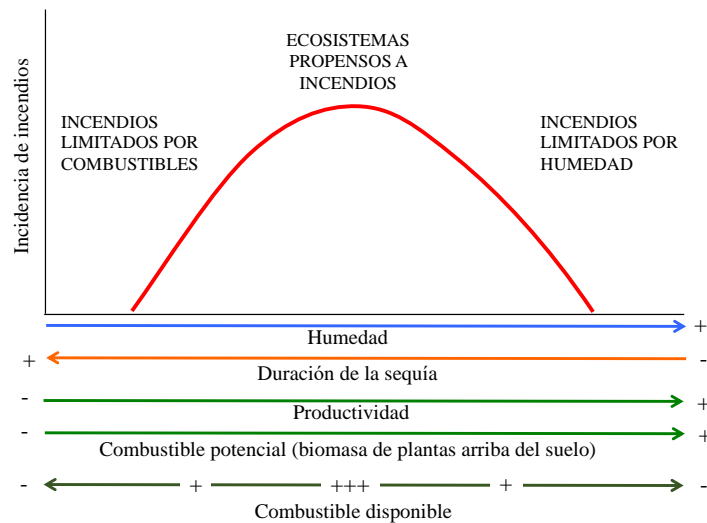 ECOSISTEMAS
PROPENSOS A
INCENDIOS
INCENDIOS
LIMITADOS POR
COMBUSTIBLES
INCENDIOS
LIMITADOS POR
HUMEDAD
Incidencia de incendios
+
Humedad
+ -
Duración de la sequía
- +
Productividad
- +
Combustible potencial (biomasa de plantas arriba del suelo)
- + +++ + -
Combustible disponible